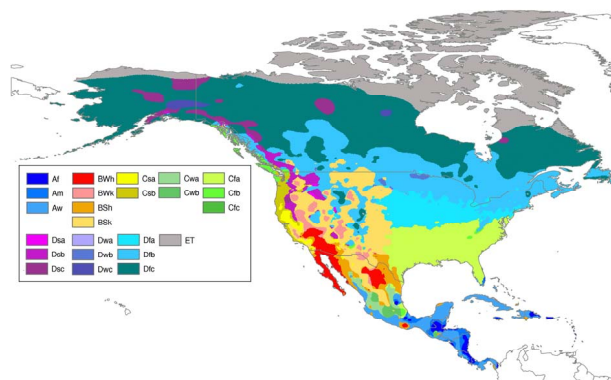 Af BWh Csa Cwa Cfa
Am BWk Csb Cwb Cfb
Aw BSh Cfc
BSk
Dsa Dwa Dfa ET
Dsb Dwb Dfb
Dsc Dwc Dfc